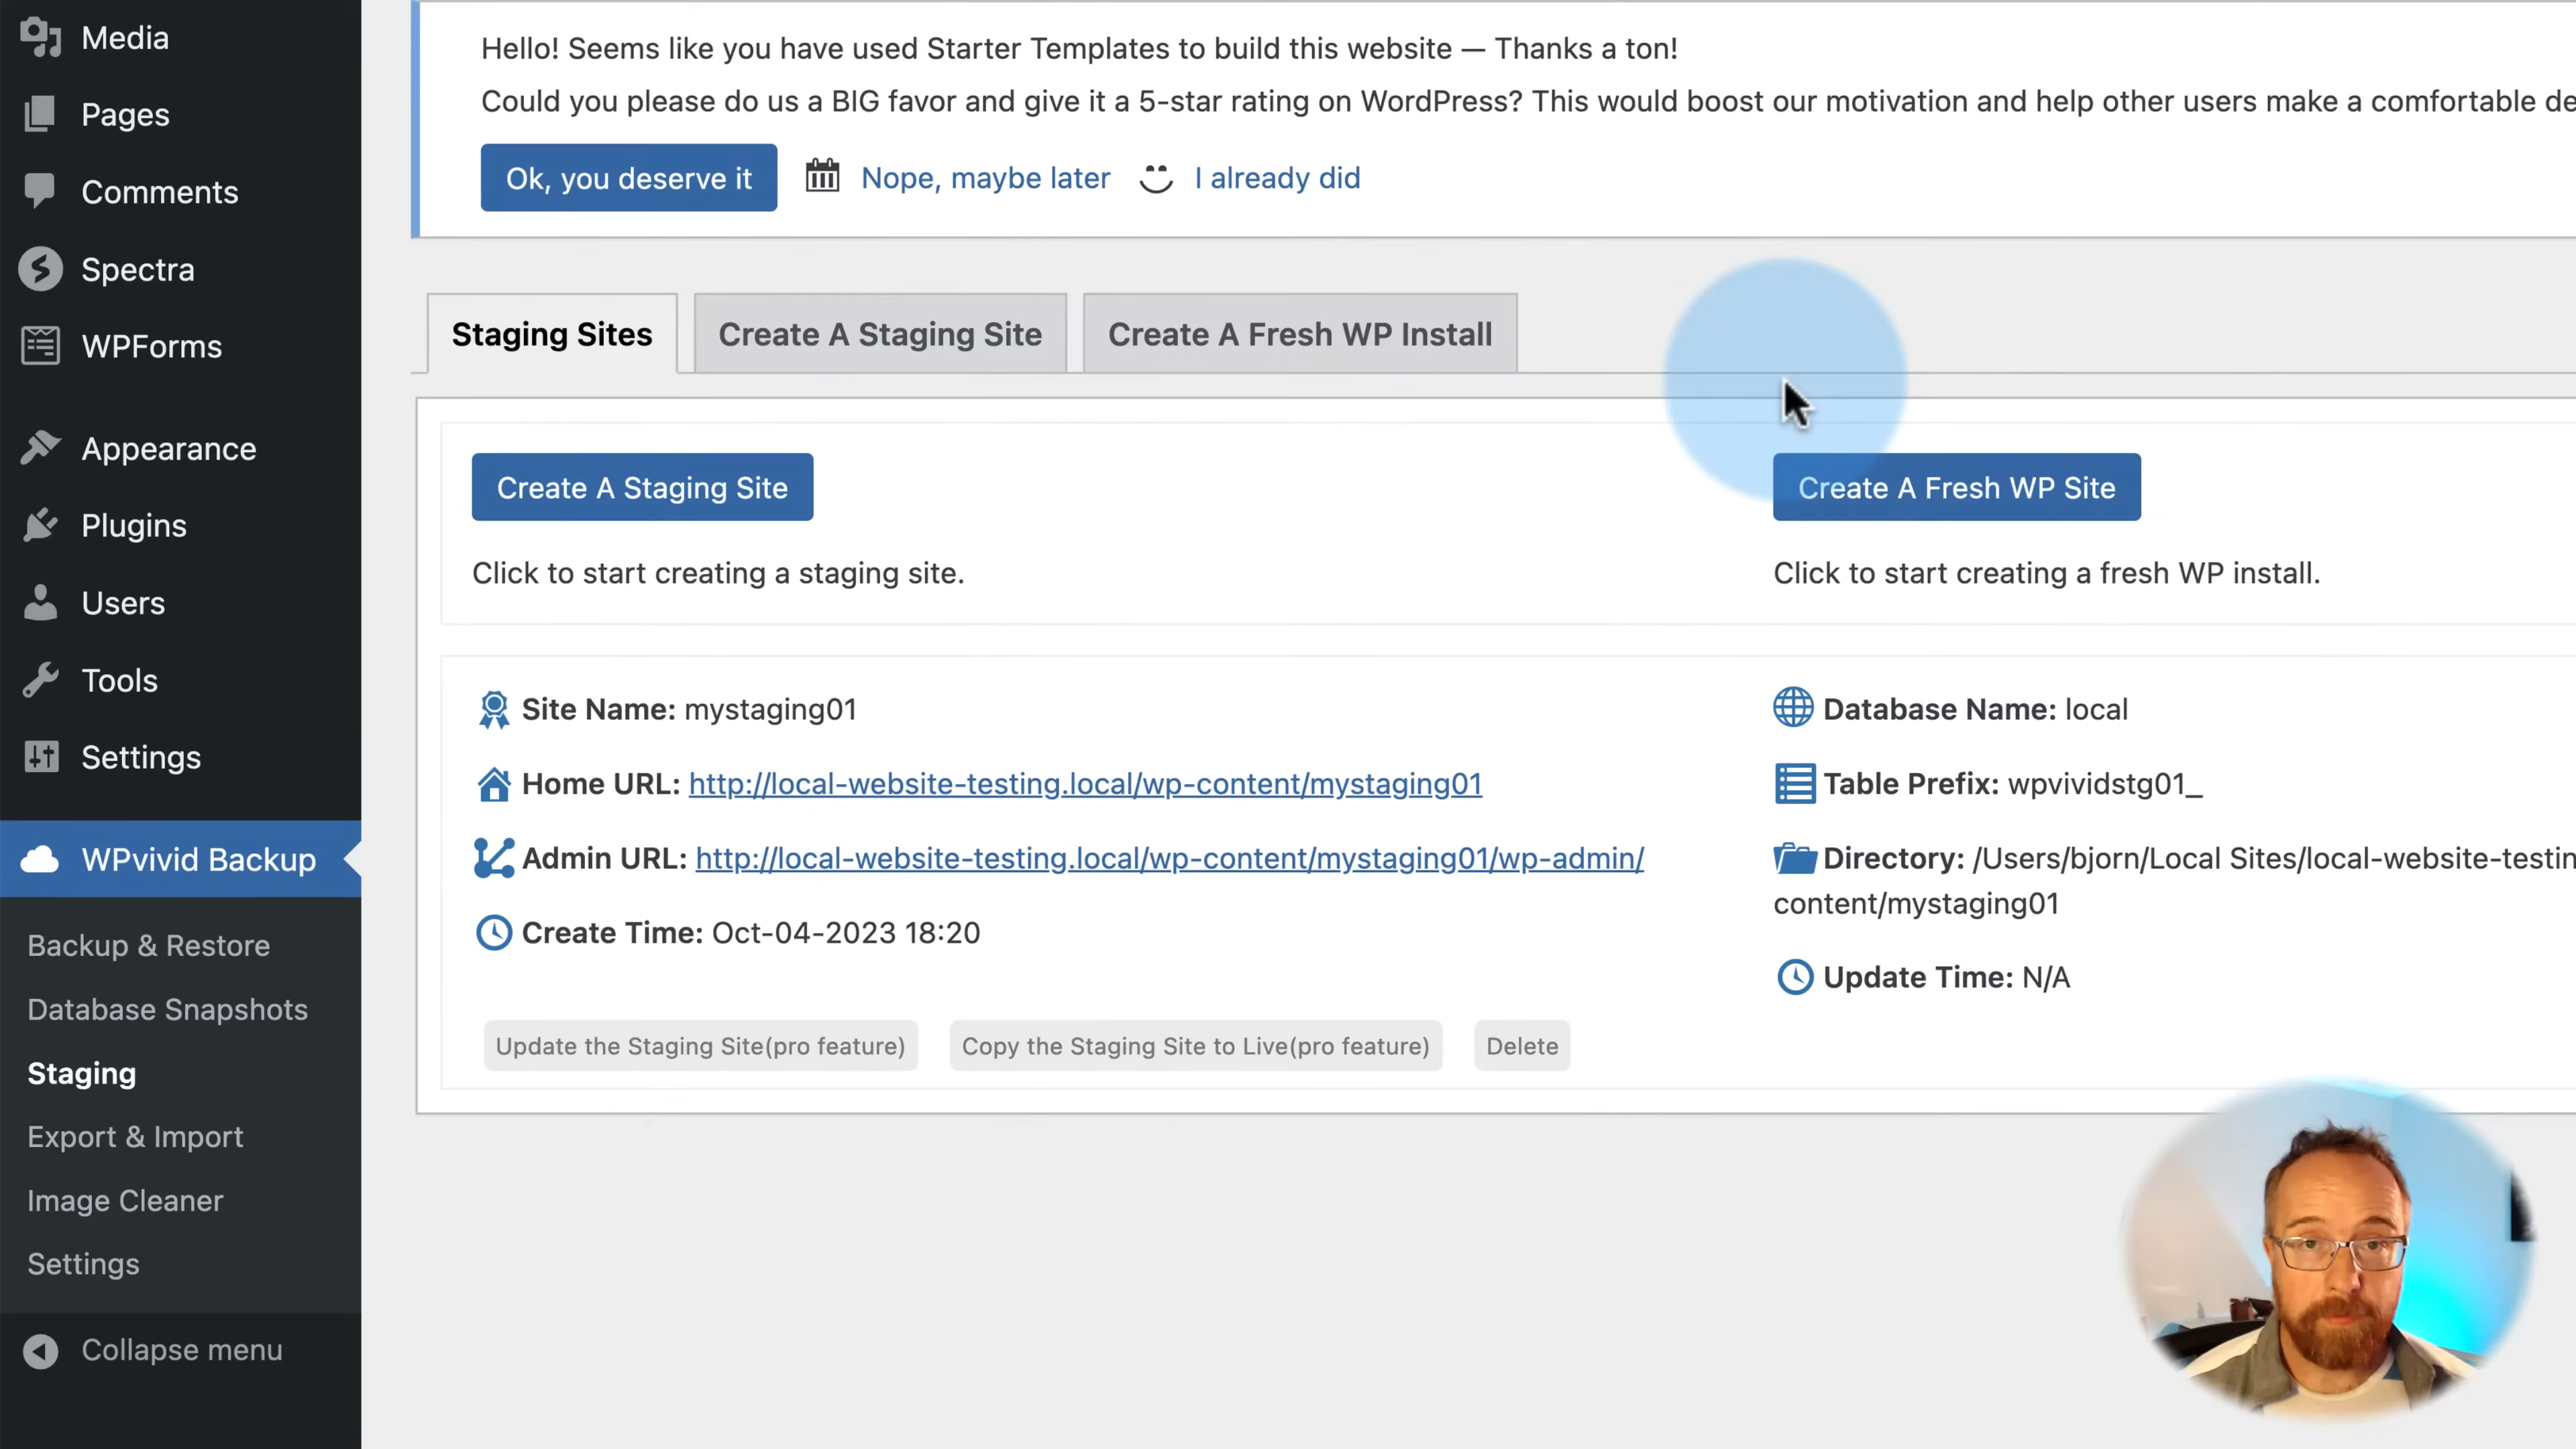 Media
Pages
Comments
Spectra
WPForms
Appearance
Plugins
Users
Tools
Settings
WPvivid Backup
Backup & Restore
Database Snapshots
Staging
Export & Import
Image Cleaner
Settings
Collapse menu
Hello! Seems like you have used Starter Templates to build this website — Thanks a ton!
Could you please do us a BIG favor and give it a 5-star rating on WordPress? This would boost our motivation and help other users make a comfortable de
Ok, you deserve it Nope, maybe later I already did
Staging Sites Create A Staging Site Create A Fresh WP Install
Create A Staging Site
Click to start creating a staging site.
Create A Fresh WP Site
Click to start creating a fresh WP install.
Site Name: mystaging01
Home URL: http://local-website-testing.local/wp-content/mystaging01
Admin URL: http://local-website-testing.local/wp-content/mystaging01/wp-admin/
Create Time: Oct-04-2023 18:20
Database Name: local
Table Prefix: wpvividstg01_
Directory: /Users/bjorn/Local Sites/local-website-testin
content/mystaging01
Update Time: N/A
Update the Staging Site(pro feature) Copy the Staging Site to Live(pro feature) Delete